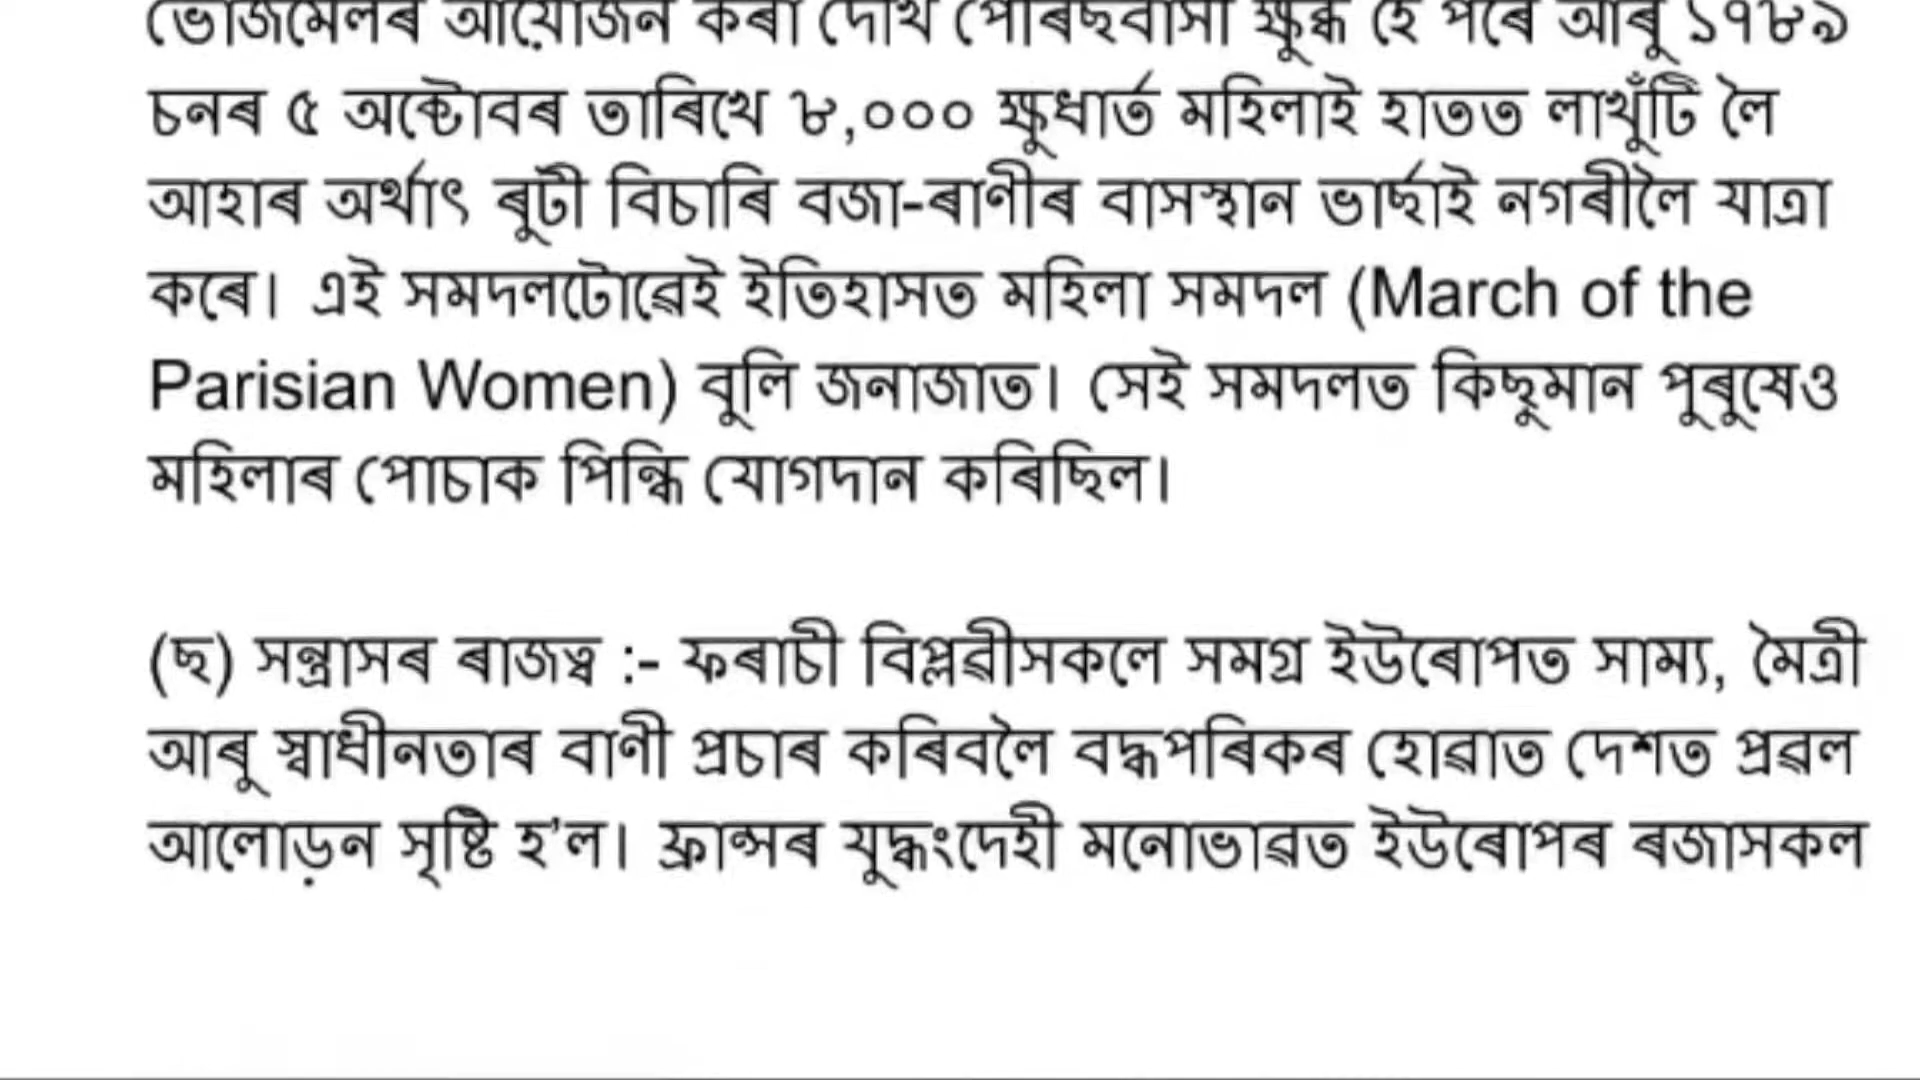 ভোজমেলৰ আয়োজন কৰা দেখি পেৰিছবাসী ক্ষুব্ধ হৈ পৰে আৰু ১৭৮৯
চনৰ ৫ অক্টোবৰ তাৰিখে ৮,০০০ ক্ষুধাৰ্ত মহিলাই হাতত লাখুঁটি লৈ
আহাৰ অৰ্থাৎ ৰুটী বিচাৰি বজা-ৰাণীৰ বাসস্থান ভাৰ্ছাই নগৰীলৈ যাত্ৰা
কৰে। এই সমদলটোৱেই ইতিহাসত মহিলা সমদল (March of the
Parisian Women) বুলি জনাজাত। সেই সমদলত কিছুমান পুৰুষেও
মহিলাৰ পোচাক পিন্ধি যোগদান কৰিছিল।
(ছ) সন্ত্ৰাসৰ ৰাজত্ব :- ফৰাচী বিপ্লৱীসকলে সমগ্ৰ ইউৰোপত সাম্য, মৈত্ৰী
আৰু স্বাধীনতাৰ বাণী প্ৰচাৰ কৰিবলৈ বদ্ধপৰিকৰ হোৱাত দেশত প্ৰৱল
আলোড়ন সৃষ্টি হ'ল। ফ্ৰান্সৰ যুদ্ধংদেহী মনোভাৱত ইউৰোপৰ ৰজাসকল